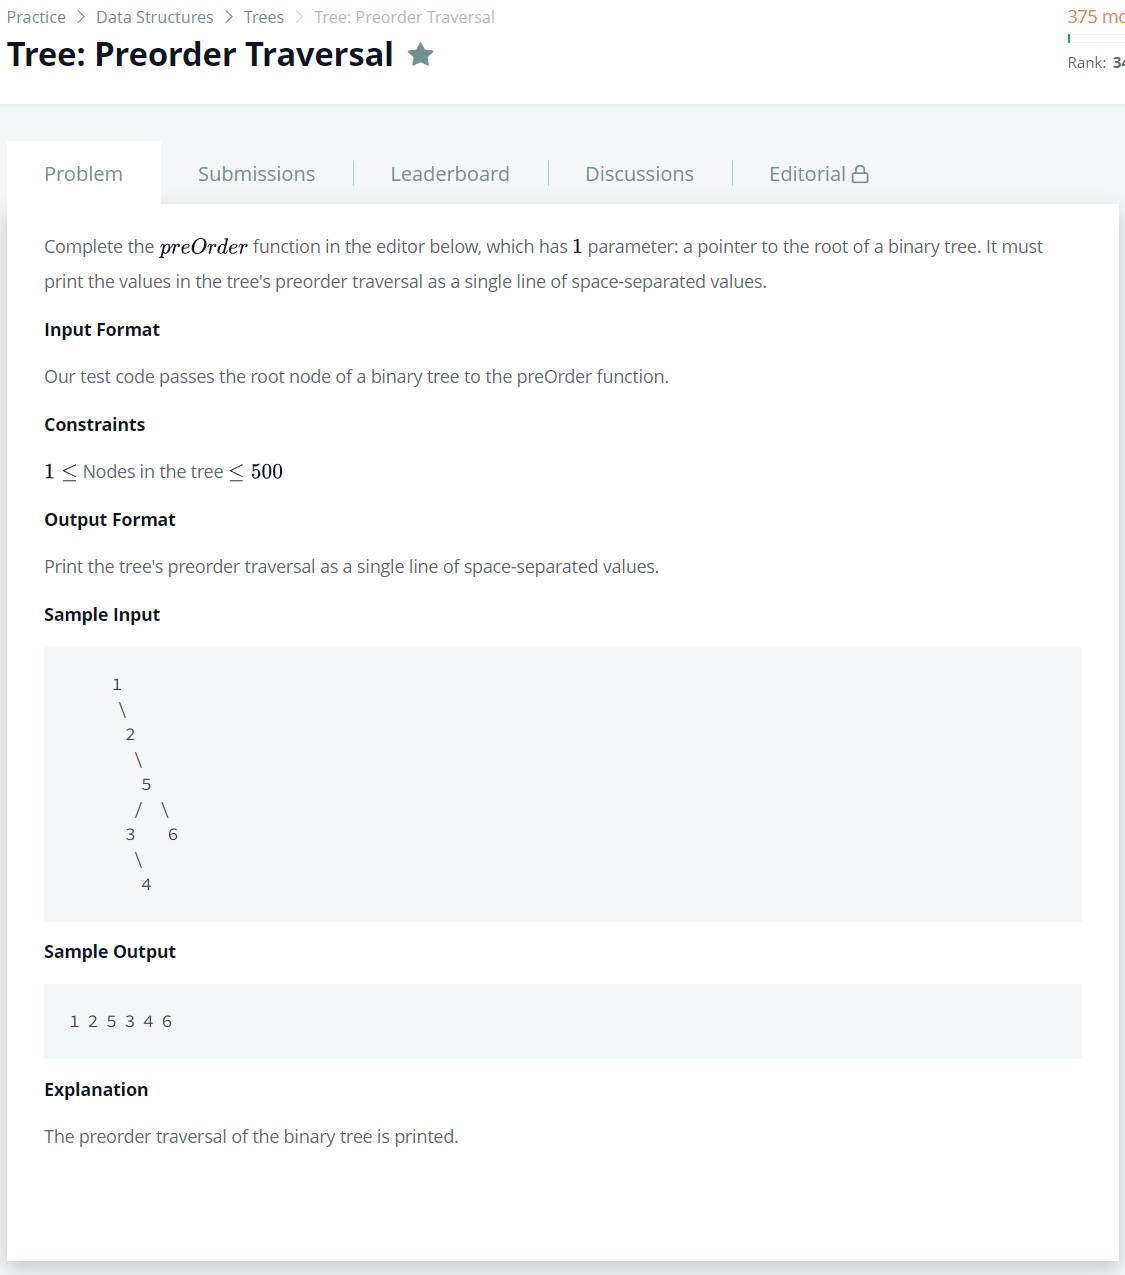 Practice > Data Structures > Trees > Tree: Preorder Traversal
375
Tree: Preorder Traversal
Rank:
Problem
Submissions
Leaderboard
Discussions
Editorial
Complete the preOrder function in the editor below, which has 1 parameter: a pointer to the root of a binary tree. It must
print the values in the tree's preorder traversal as a single line of space-separated values.
Input Format
Our test code passes the root node of a binary tree to the preOrder function.
Constraints
1 ≤ Nodes in the tree ≤ 500
Output Format
Print the tree's preorder traversal as a single line of space-separated values.
Sample Input
1
\
2
\
5
/ \
3 6
\
4
Sample Output
1 2 5 3 4 6
Explanation
The preorder traversal of the binary tree is printed.